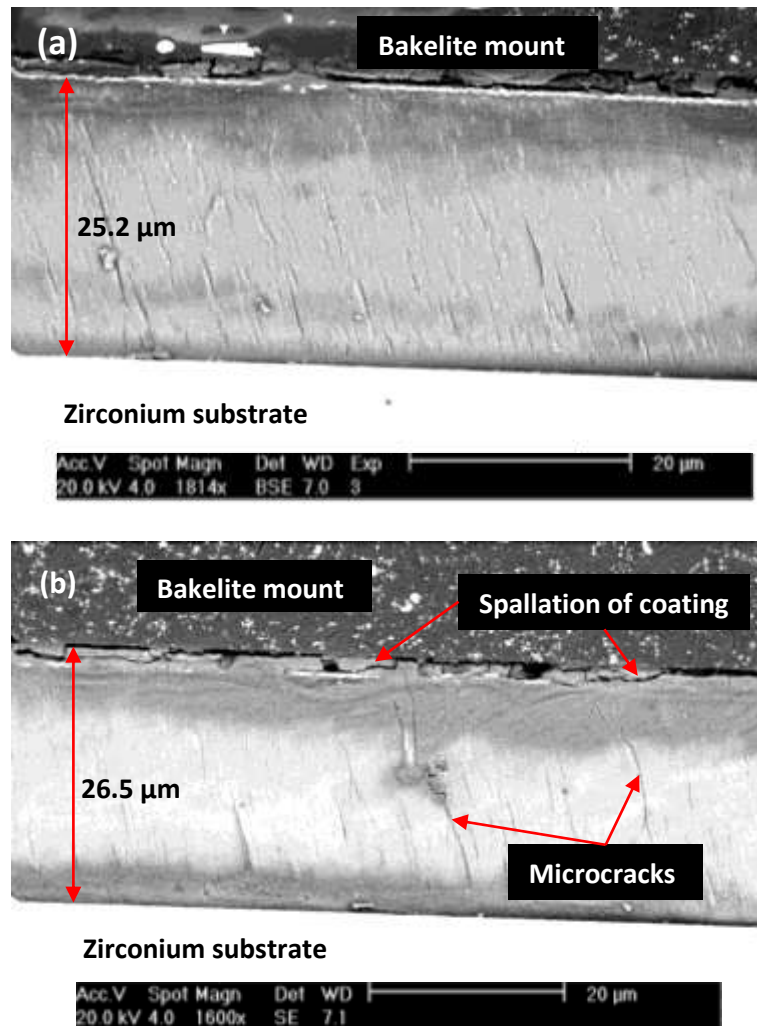 (a)
Bakelite mount
25.2 µm
Zirconium substrate
Acc.V Spot Magn Det WD Exp 20 µm
20.0 kV 4.0 1814x BSE 7.0 3
(b)
Bakelite mount
Spallation of coating
26.5 µm
Microcracks
Zirconium substrate
Acc.V Spot Magn Det WD 20 µm
20.0 kV 4.0 1600x SE 7.1